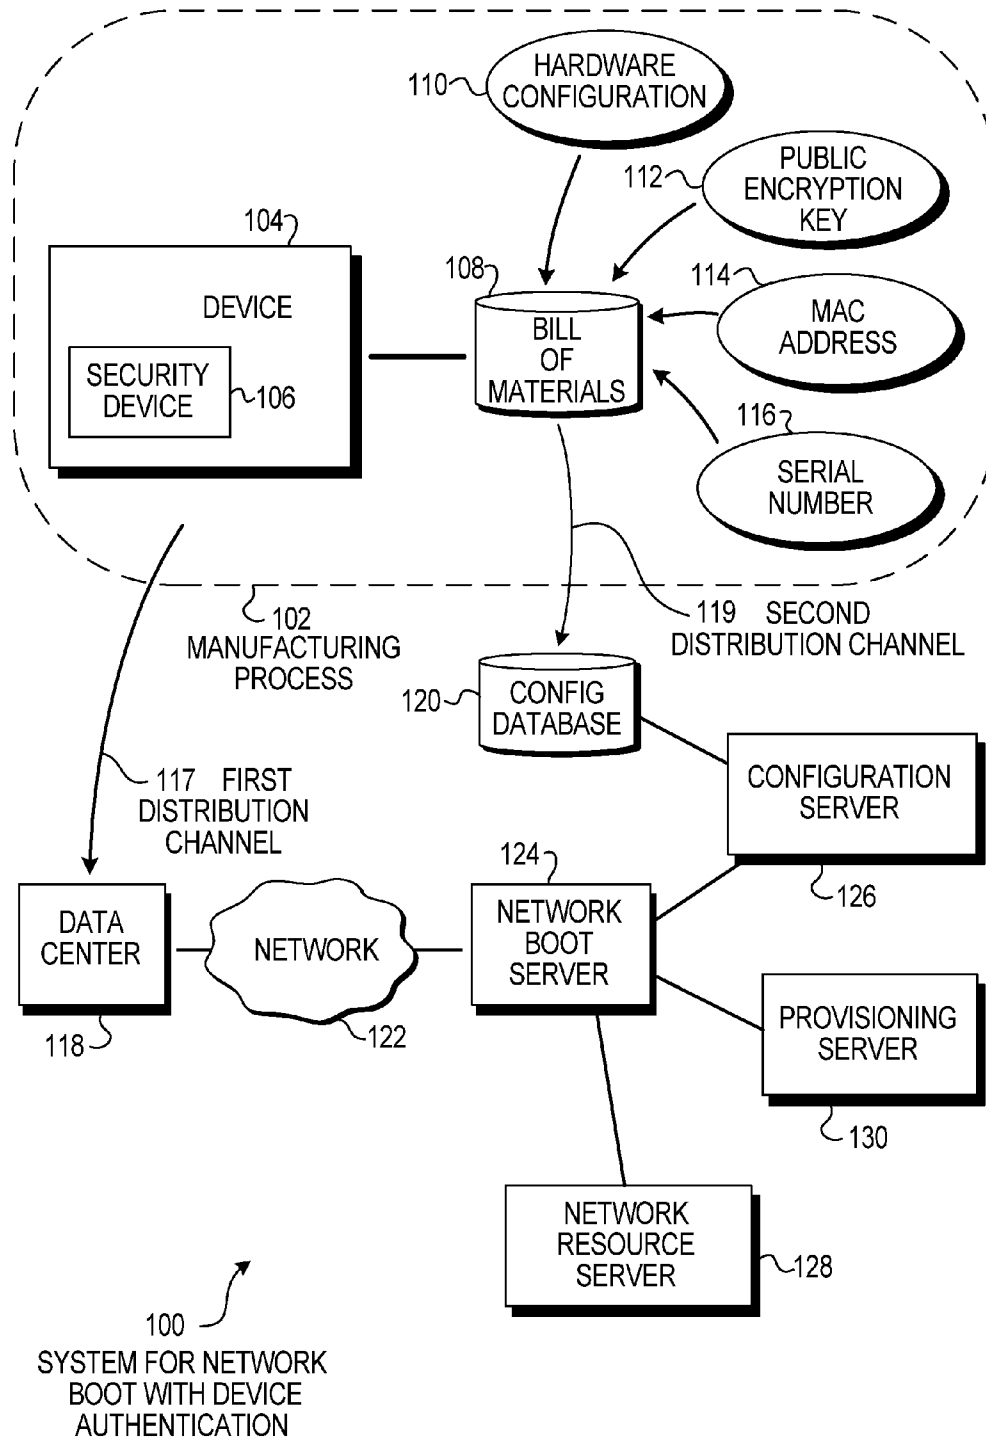 110
HARDWARE
CONFIGURATION
112
PUBLIC
ENCRYPTION
KEY
104
DEVICE
SECURITY
DEVICE
106
108
BILL
OF
MATERIALS
114
MAC
ADDRESS
116
SERIAL
NUMBER
102
MANUFACTURING
PROCESS
119 SECOND
DISTRIBUTION CHANNEL
120
CONFIG
DATABASE
117 FIRST
DISTRIBUTION
CHANNEL
CONFIGURATION
SERVER
126
DATA
CENTER
118
NETWORK
122
124
NETWORK
BOOT
SERVER
PROVISIONING
SERVER
130
NETWORK
RESOURCE
SERVER
128
100
SYSTEM FOR NETWORK
BOOT WITH DEVICE
AUTHENTICATION